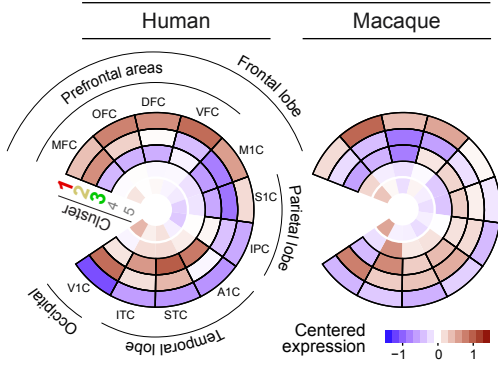 Human
Macaque
Frontal lobe
Prefrontal areas
MFC
OFC
DFC
VFC
M1C
S1C
IPC
A1C
STC
ITC
V1C
Parietal lobe
Temporal lobe
Occipital
1
2
3
4
5
Cluster
Centered
expression
−1
0
1